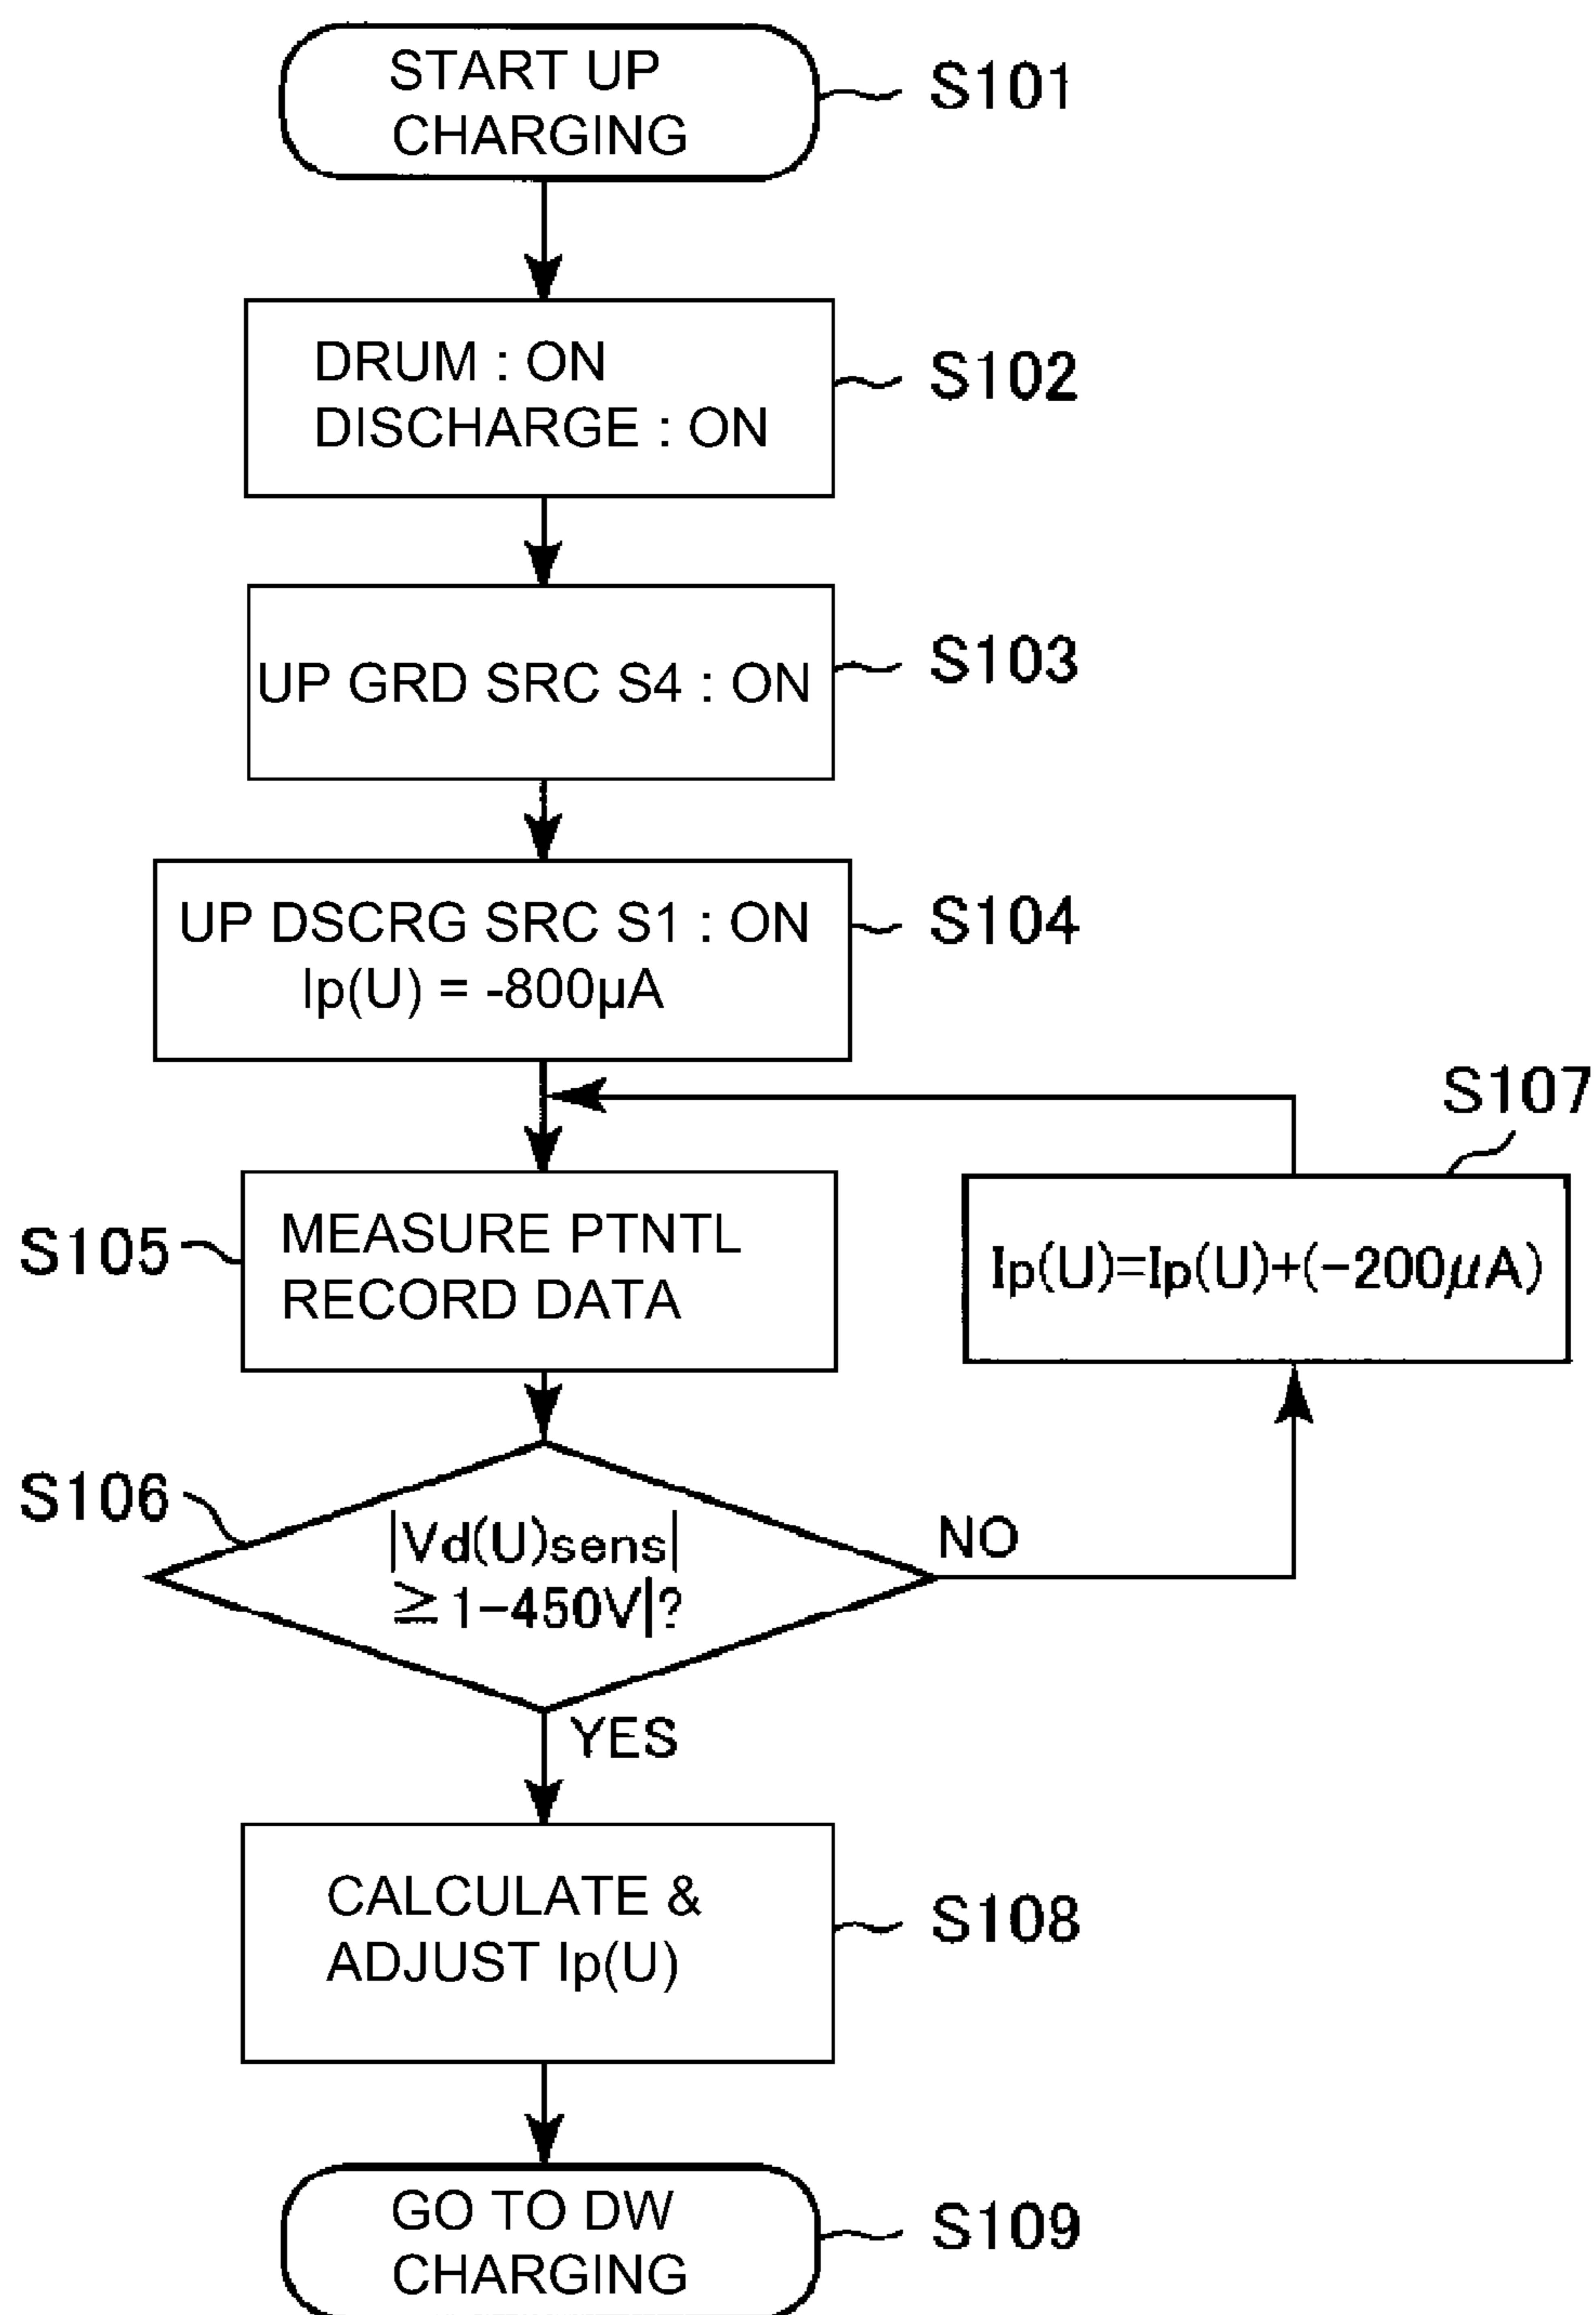 START UP
CHARGING
S101
DRUM : ON
DISCHARGE : ON
S102
UP GRD SRC S4 : ON
S103
UP DSCRG SRC S1 : ON
Ip(U) = -800µA
S104
S107
Ip(U)=Ip(U)+(-200μA)
S105
MEASURE PTNTL
RECORD DATA
S106
|Vd(U)sens|
≧1-450V|?
NO
YES
CALCULATE &
ADJUST Ip(U)
S108
GO TO DW
CHARGING
S109